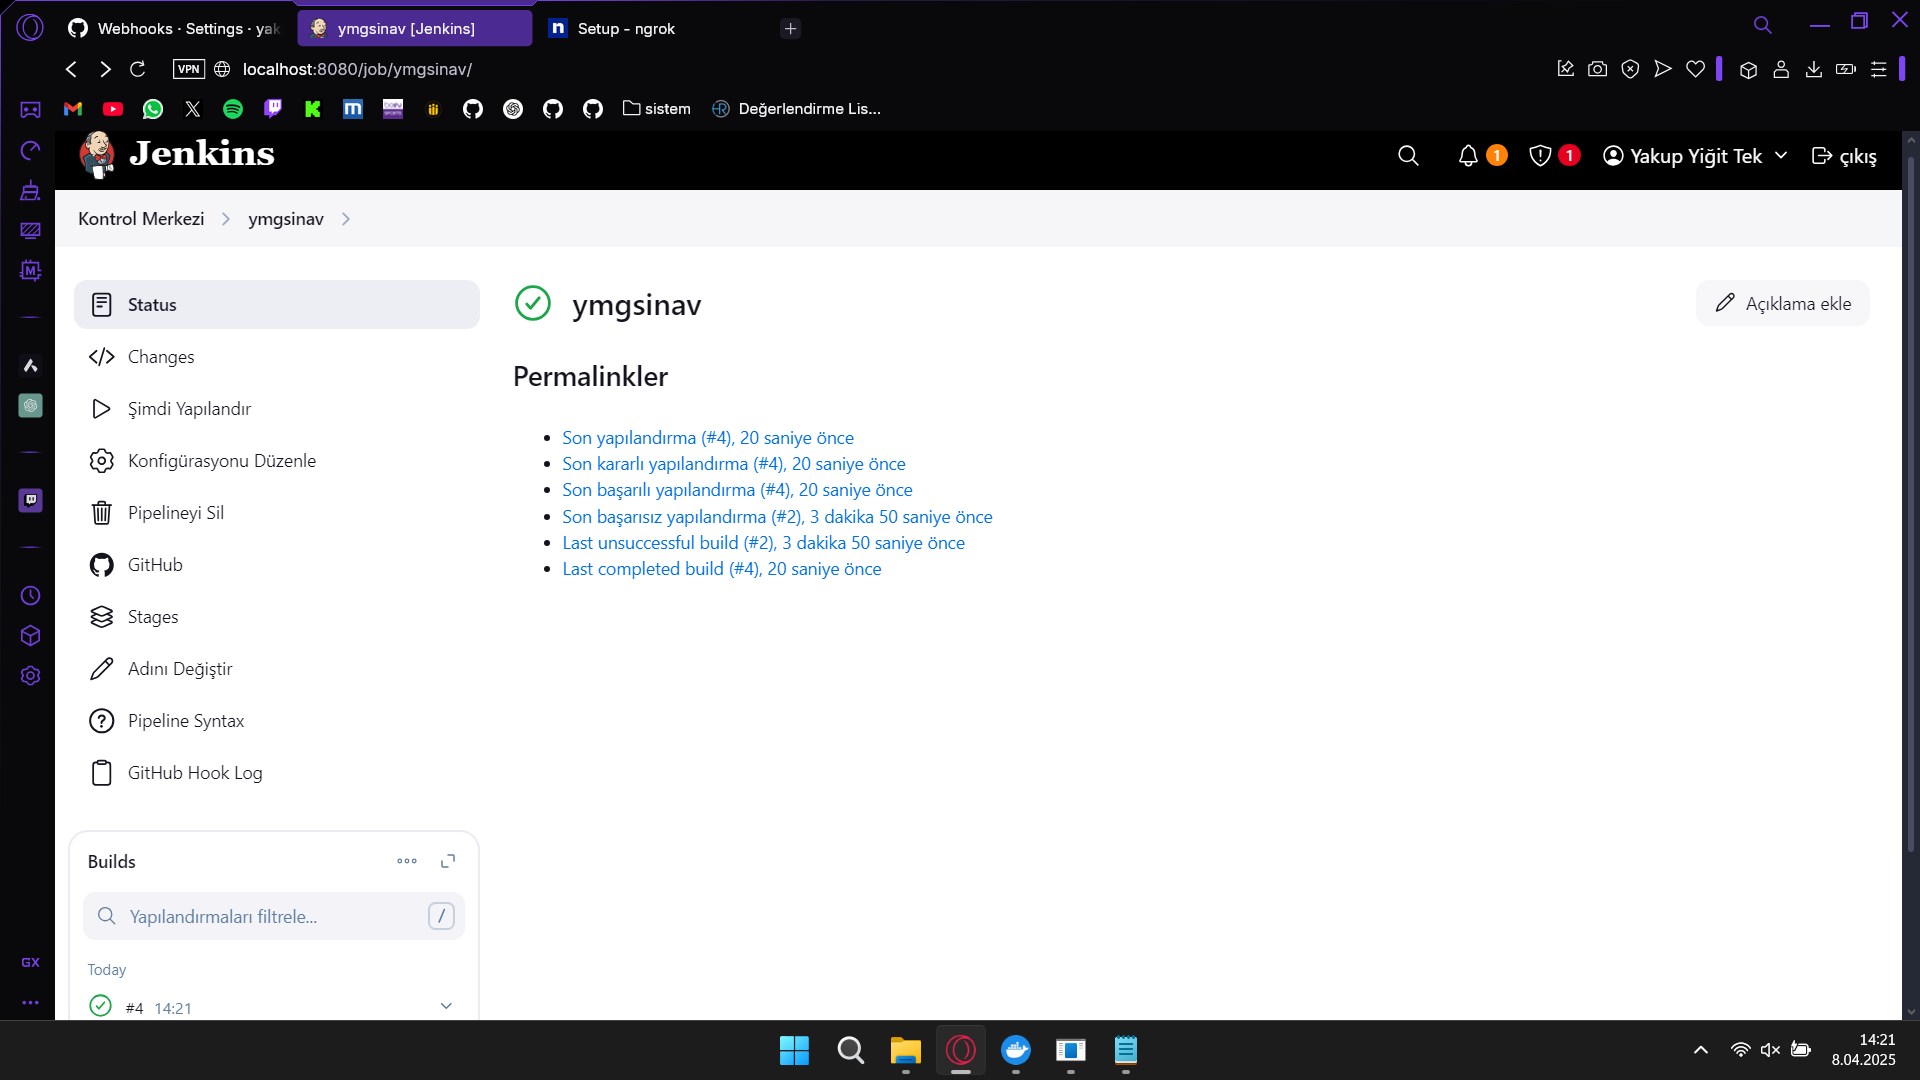 Webhooks · Settings · yak
ymgsinav [Jenkins]
Setup - ngrok
VPN
localhost:8080/job/ymgsinav/
sistem
Değerlendirme Lis...
Jenkins
1
1
Yakup Yiğit Tek
çıkış
Kontrol Merkezi
ymgsinav
Status
ymgsinav
Açıklama ekle
Changes
Permalinkler
Şimdi Yapılandır
Son yapılandırma (#4), 20 saniye önce
Konfigürasyonu Düzenle
Son kararlı yapılandırma (#4), 20 saniye önce
Son başarılı yapılandırma (#4), 20 saniye önce
Pipelineyi Sil
Son başarısız yapılandırma (#2), 3 dakika 50 saniye önce
Last unsuccessful build (#2), 3 dakika 50 saniye önce
GitHub
Last completed build (#4), 20 saniye önce
Stages
Adını Değiştir
Pipeline Syntax
GitHub Hook Log
Builds
Yapılandırmaları filtrele...
/
Today
#4 14:21
GX
14:21
8.04.2025